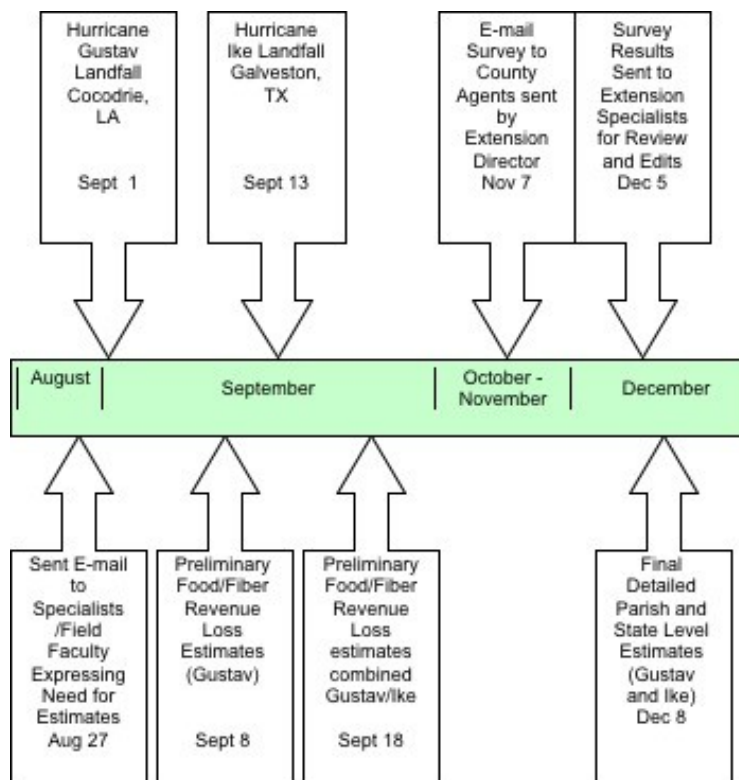 Hurricane
Gustav
Landfall
Cocodrie,
LA
Sept 1
Hurricane
Ike Landfall
Galveston,
TX
Sept 13
E-mail
Survey to
County
Agents sent
by
Extension
Director
Nov 7
Survey
Results
Sent to
Extension
Specialists
for Review
and Edits
Dec 5
August
September
October -
November
December
Sent E-mail
to
Specialists
/Field
Faculty
Expressing
Need for
Estimates
Aug 27
Preliminary
Food/Fiber
Revenue
Loss
Estimates
(Gustav)
Sept 8
Preliminary
Food/Fiber
Revenue
Loss
estimates
combined
Gustav/Ike
Sept 18
Final
Detailed
Parish and
State Level
Estimates
(Gustav
and Ike)
Dec 8